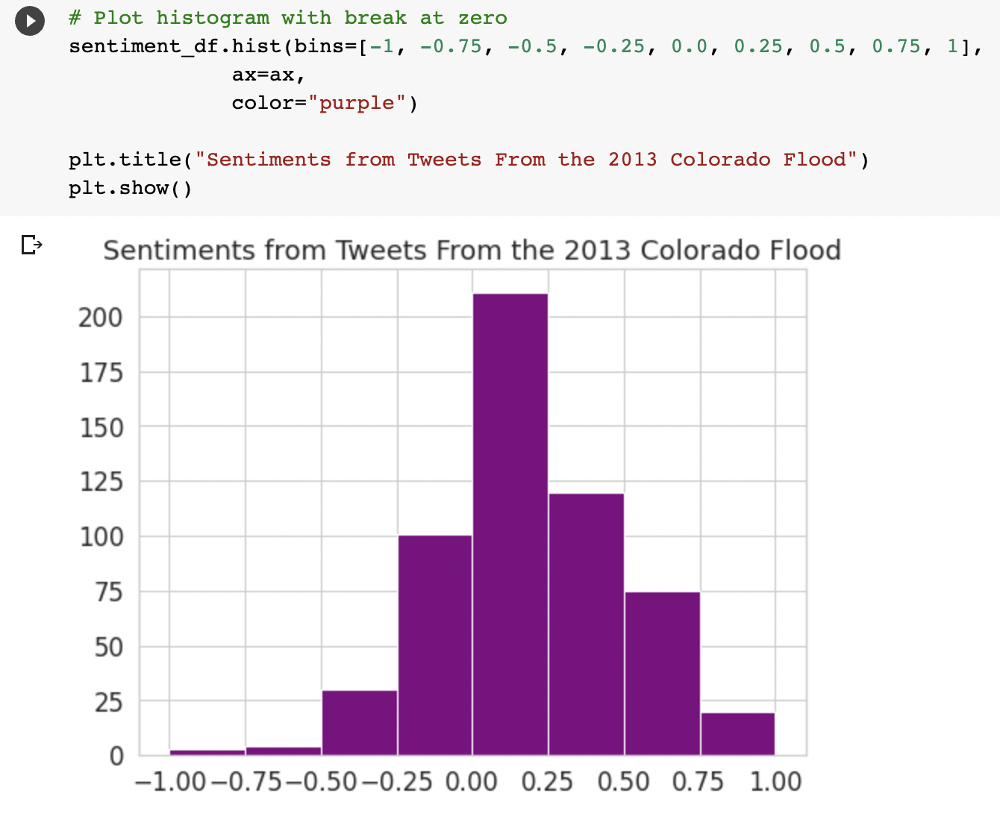 # Plot histogram with break at zero
sentiment_df.hist(bins=[-1, -0.75, -0.5, -0.25, 0.0, 0.25, 0.5, 0.75, 1],
ax=ax,
color="purple")
plt.title("Sentiments from Tweets From the 2013 Colorado Flood")
plt.show()
Sentiments from Tweets From the 2013 Colorado Flood
200
175
150
125
100
75
50
25
0
−1.00 −0.75 −0.50 −0.25 0.00 0.25 0.50 0.75 1.00